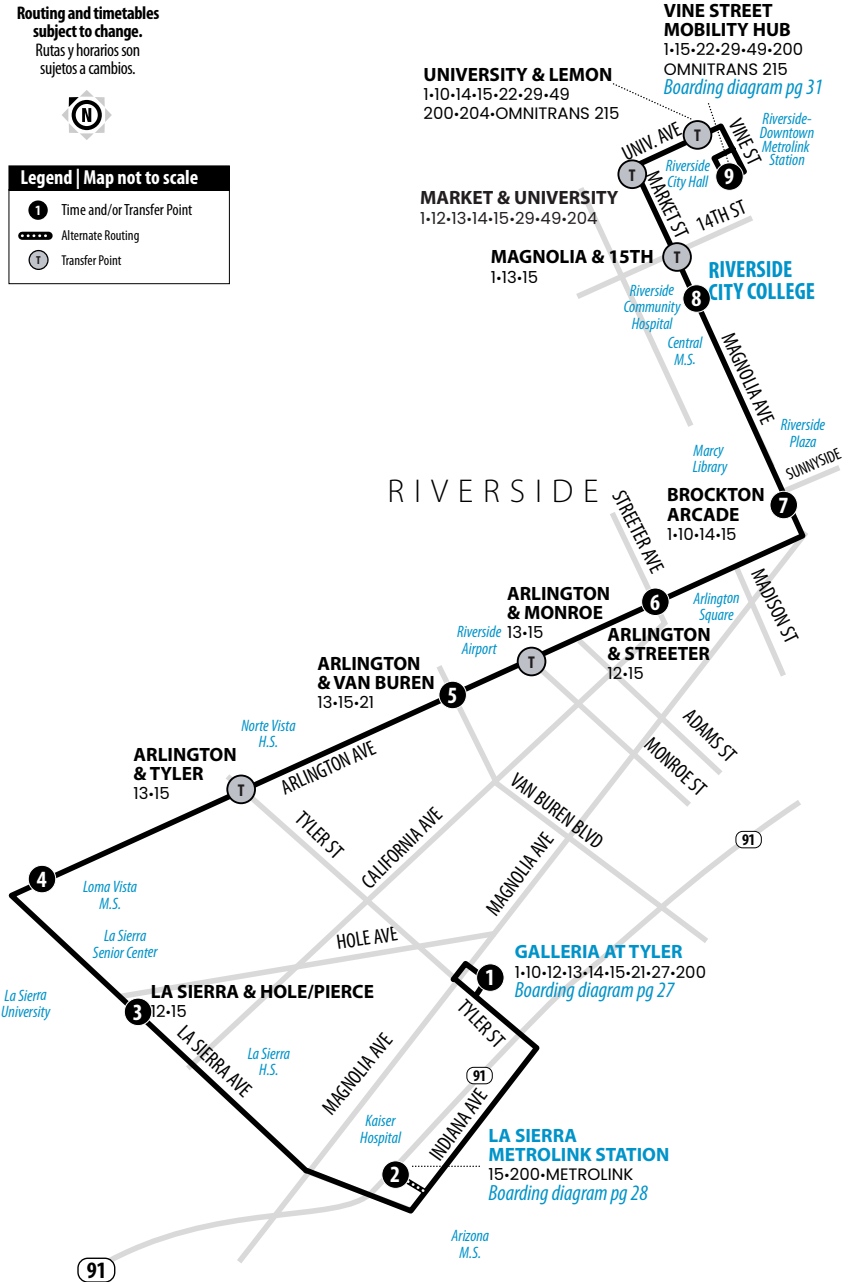 Routing and timetables
subject to change.
Rutas y horarios son
sujetos a cambios.
N
Legend | Map not to scale
1 Time and/or Transfer Point
Alternate Routing
T Transfer Point
VINE STREET
MOBILITY HUB
1•15•22•29•49•200
OMNITRANS 215
Boarding diagram pg 31
UNIVERSITY & LEMON
1•10•14•15•22•29•49
200•204•OMNITRANS 215
UNIV. AVE
T
VINE ST
Riverside-
Downtown
Metrolink
Station
T
Riverside
City Hall
9
MARKET & UNIVERSITY
1•12•13•14•15•29•49•204
MARKET ST
14TH ST
MAGNOLIA & 15TH
1•13•15
T
RIVERSIDE
CITY COLLEGE
8
Riverside
Community
Hospital
Central
M.S.
MAGNOLIA AVE
Riverside
Plaza
Marcy
Library
SUNNYSIDE
RIVERSIDE
BROCKTON
ARCADE
1•10•14•15
7
STREETER AVE
MADISON ST
ARLINGTON
& MONROE
13•15
6
Arlington
Square
Riverside
Airport
T
ARLINGTON
& STREETER
12•15
ARLINGTON
& VAN BUREN
13•15•21
5
Norte Vista
H.S.
ADAMS ST
MONROE ST
ARLINGTON
& TYLER
13•15
T
ARLINGTON AVE
TYLER ST
CALIFORNIA AVE
VAN BUREN BLVD
MAGNOLIA AVE
91
4
Loma Vista
M.S.
La Sierra
Senior Center
HOLE AVE
La Sierra
University
GALLERIA AT TYLER
1•10•12•13•14•15•21•27•200
Boarding diagram pg 27
1
TYLER ST
LA SIERRA & HOLE/PIERCE
12•15
3
LA SIERRA AVE
La Sierra
H.S.
MAGNOLIA AVE
91
INDIANA AVE
Kaiser
Hospital
LA SIERRA
METROLINK STATION
15•200•METROLINK
Boarding diagram pg 28
2
Arizona
M.S.
91